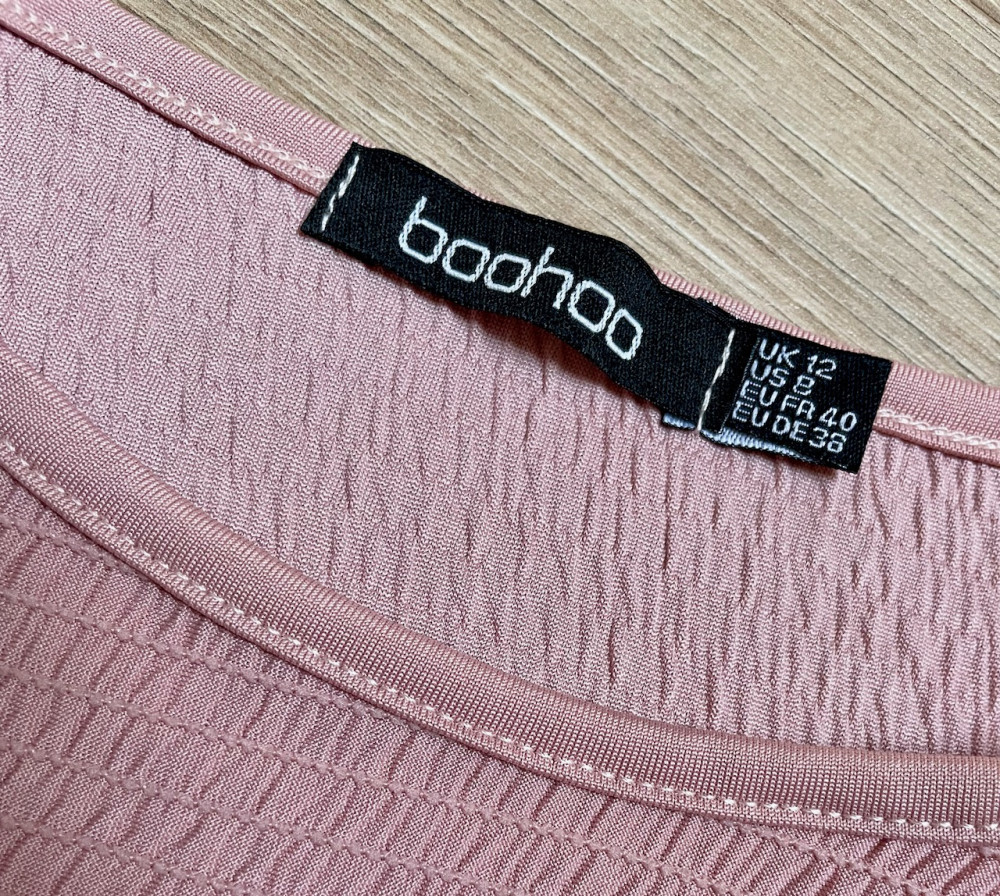 boohoo
UK 12
US 8
EU FR 40
EU DE 38